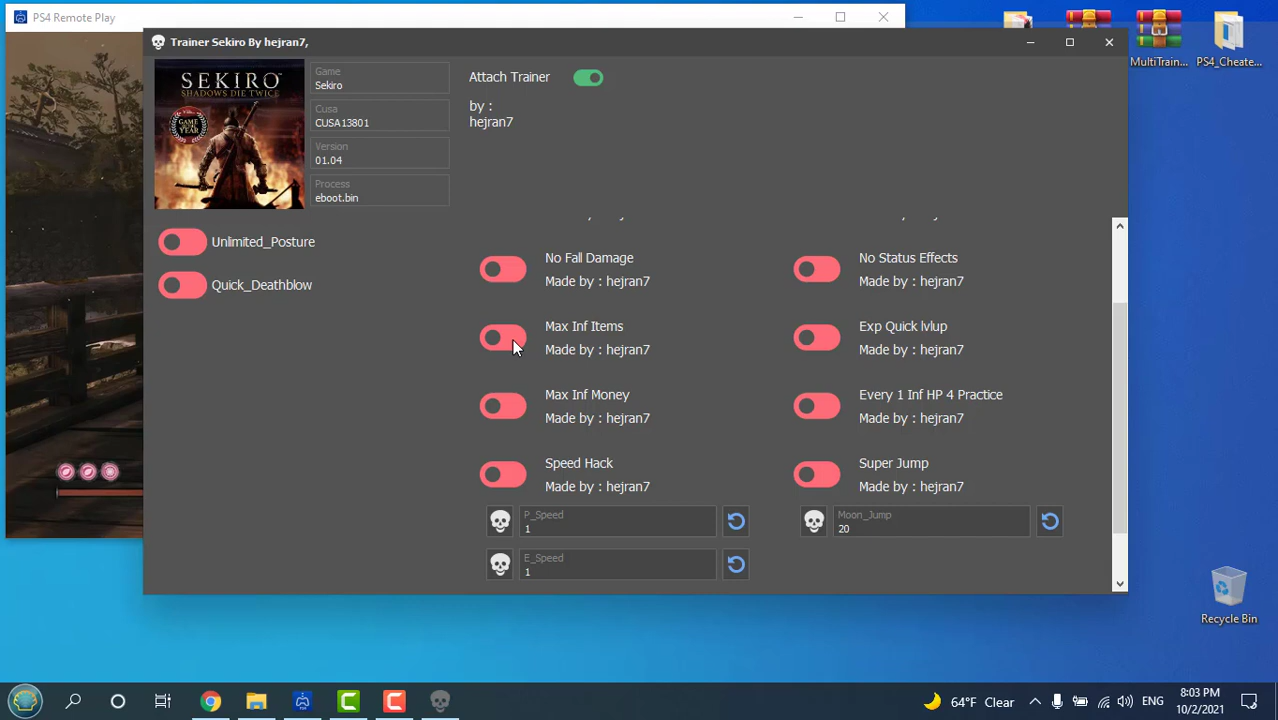 PS4 Remote Play
Trainer Sekiro By hejran7,
SEKIRO
SHADOWS DIE TWICE
GAME
YEAR
Game
Sekiro
Cusa
CUSA13801
Version
01.04
Process
eboot.bin
Attach Trainer
by :
hejran7
MultiTrain...
PS4_Cheate...
Unlimited_Posture
Quick_Deathblow
No Fall Damage
Made by : hejran7
No Status Effects
Made by : hejran7
Max Inf Items
Made by : hejran7
Exp Quick lvlup
Made by : hejran7
Max Inf Money
Made by : hejran7
Every 1 Inf HP 4 Practice
Made by : hejran7
Speed Hack
Made by : hejran7
Super Jump
Made by : hejran7
P_Speed
1
Moon_Jump
20
E_Speed
1
Recycle Bin
64°F Clear
ENG
8:03 PM
10/2/2021